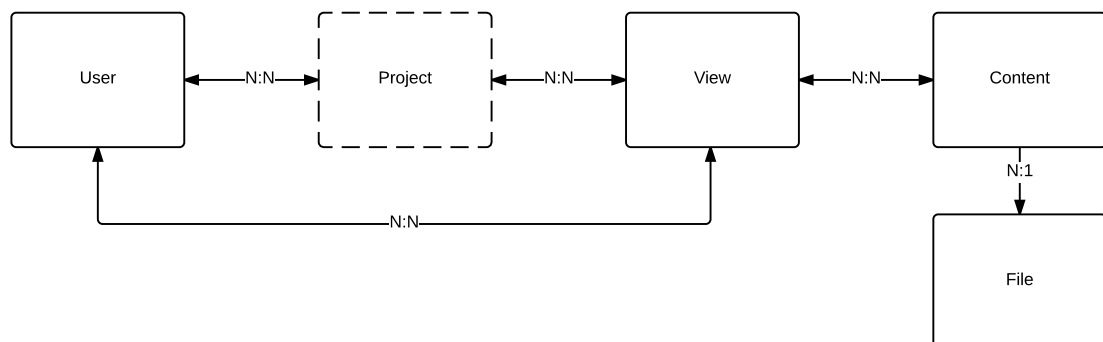 User
N:N
Project
N:N
View
N:N
Content
N:1
N:N
File